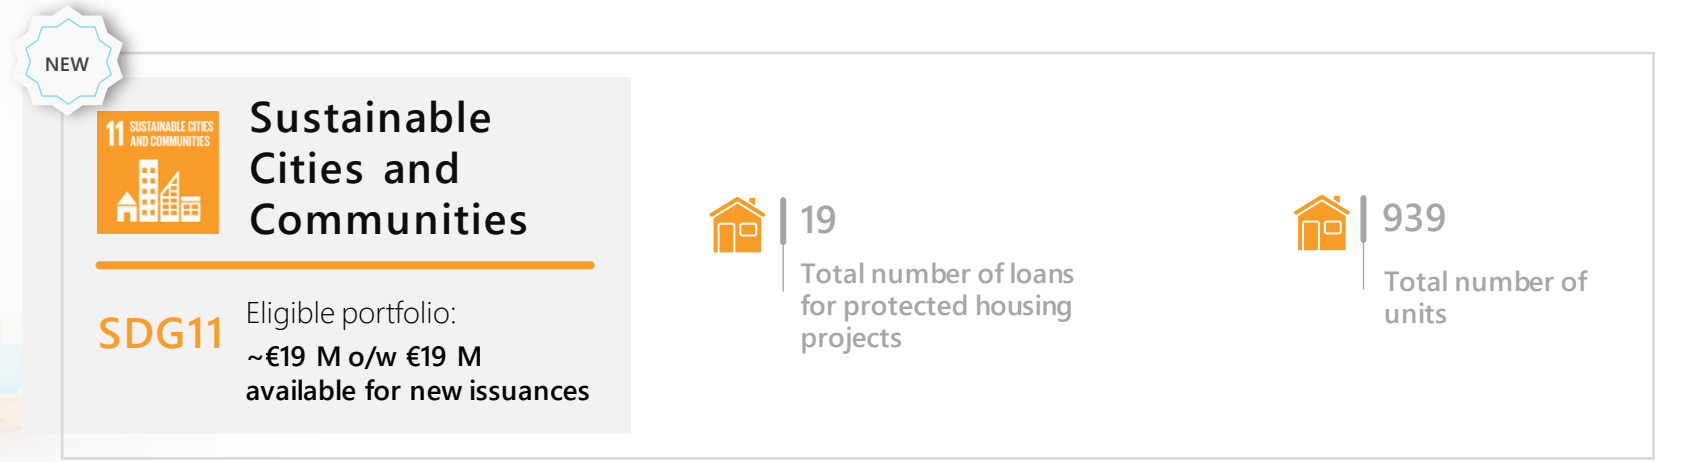 NEW
11 SUSTAINABLE CITIES
AND COMMUNITIES
Sustainable
Cities and
Communities
SDG11
Eligible portfolio:
~€19 M o/w €19 M
available for new issuances
19
Total number of loans
for protected housing
projects
939
Total number of
units